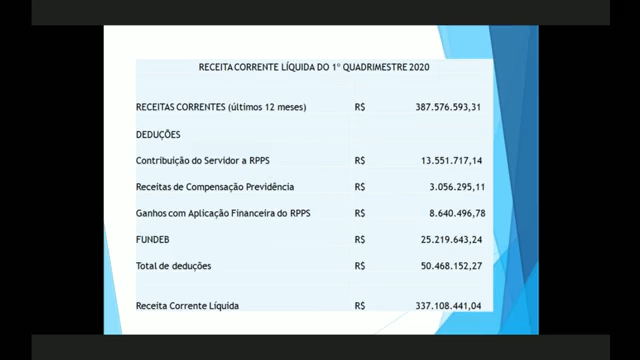 RECEITA CORRENTE LÍQUIDA DO 1º QUADRIMESTRE 2020
RECEITAS CORRENTES (últimos 12 meses) R$ 387.576.593,31
DEDUÇÕES
Contribuição do Servidor a RPPS R$ 13.551.717,14
Receitas de Compensação Previdência R$ 3.056.295,11
Ganhos com Aplicação Financeira do RPPS R$ 8.640.496,78
FUNDEB R$ 25.219.643,24
Total de deduções R$ 50.468.152,27
Receita Corrente Líquida R$ 337.108.441,04